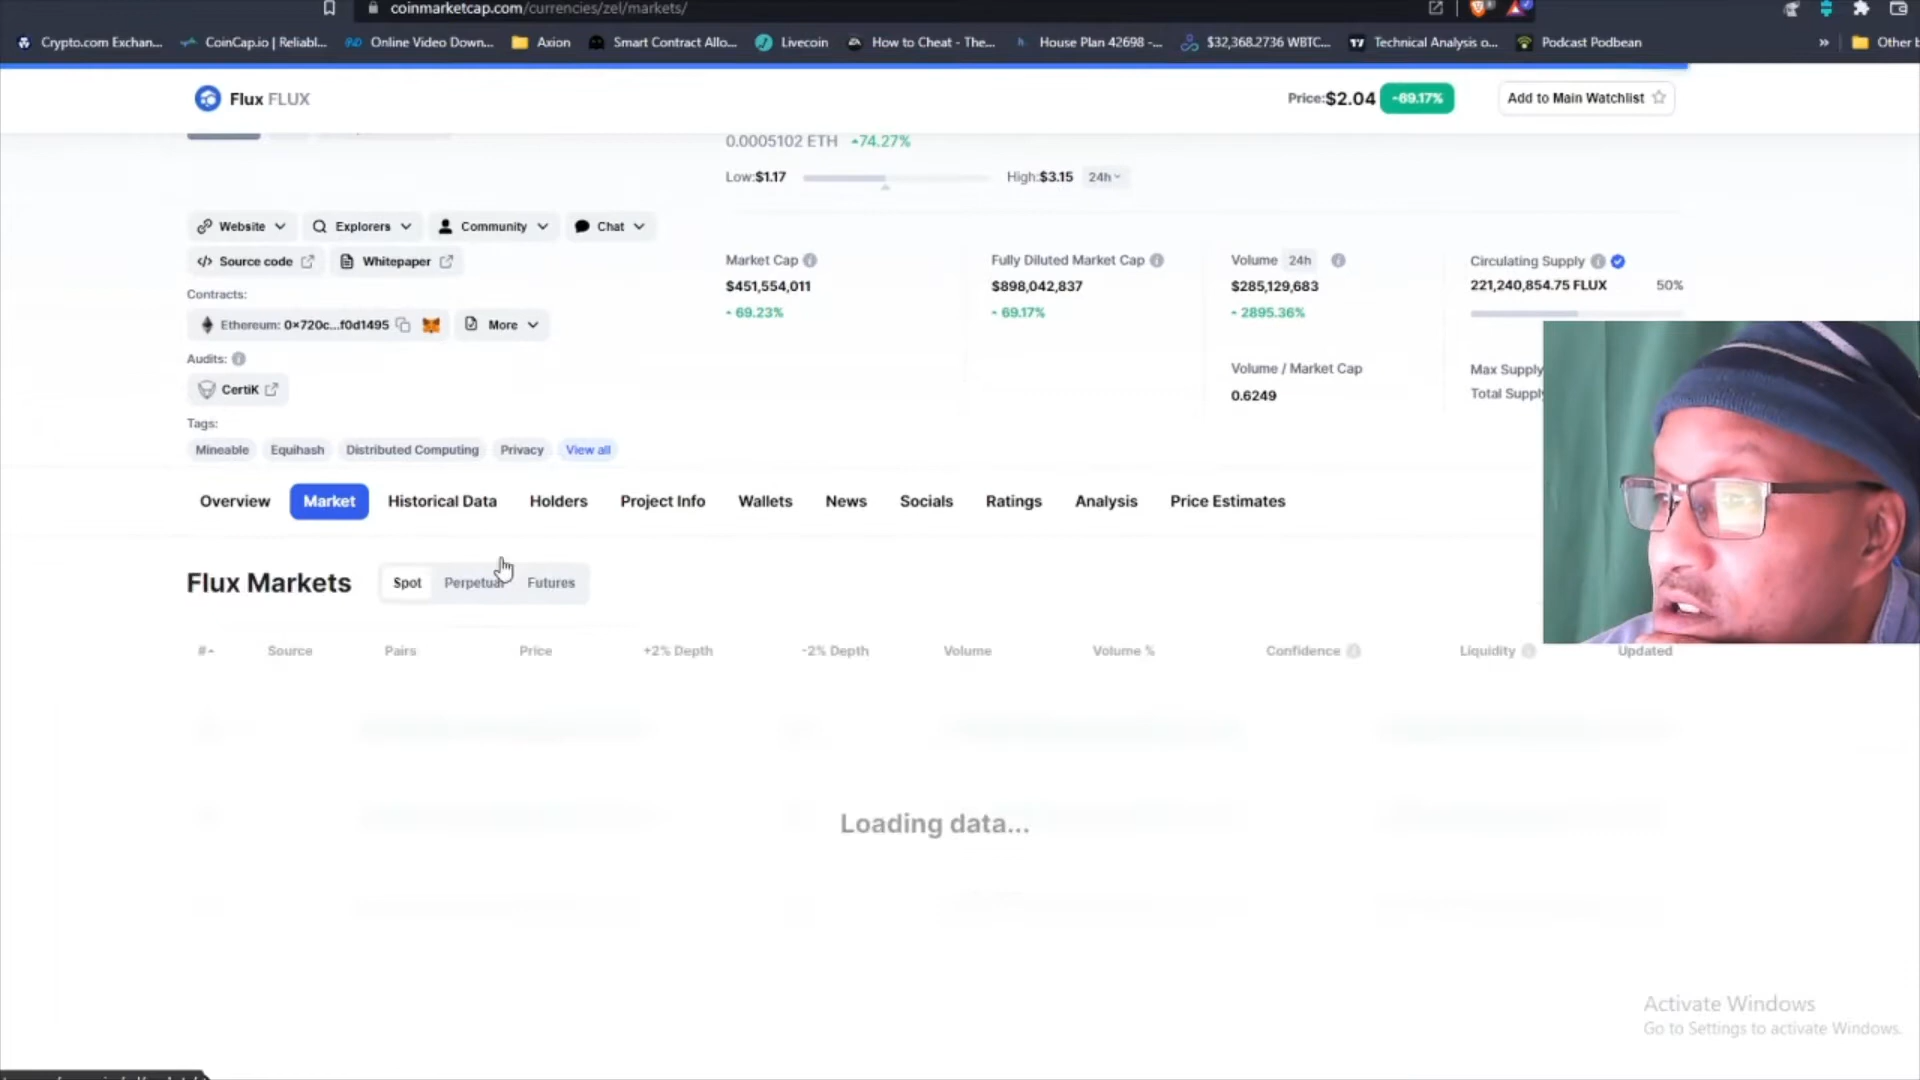 coinmarketcap.com/currencies/zel/markets/
Crypto.com Exchan... CoinCap.io | Reliabl... Online Video Down... Axion Smart Contract Allo... Livecoin How to Cheat - The... House Plan 42698 -... $32,368.2736 WBTC... Technical Analysis o... Podcast Podbean » Other b
Flux FLUX Price:$2.04 -69.17% Add to Main Watchlist
0.0005102 ETH 74.27%
Low:$1.17 High:$3.15 24h
Website Explorers Community Chat
Source code Whitepaper
Contracts:
Ethereum: 0x720c...f0d1495 More
Audits:
CertiK
Tags:
Mineable Equihash Distributed Computing Privacy View all
Market Cap
$451,554,011
69.23%
Fully Diluted Market Cap
$898,042,837
69.17%
Volume 24h
$285,129,683
2895.36%
Volume / Market Cap
0.6249
Circulating Supply
221,240,854.75 FLUX 50%
Max Supply
Total Supply
Overview Market Historical Data Holders Project Info Wallets News Socials Ratings Analysis Price Estimates
Flux Markets Spot Perpetual Futures
# Source Pairs Price +2% Depth -2% Depth Volume Volume % Confidence Liquidity Updated
Loading data...
Activate Windows
Go to Settings to activate Windows.